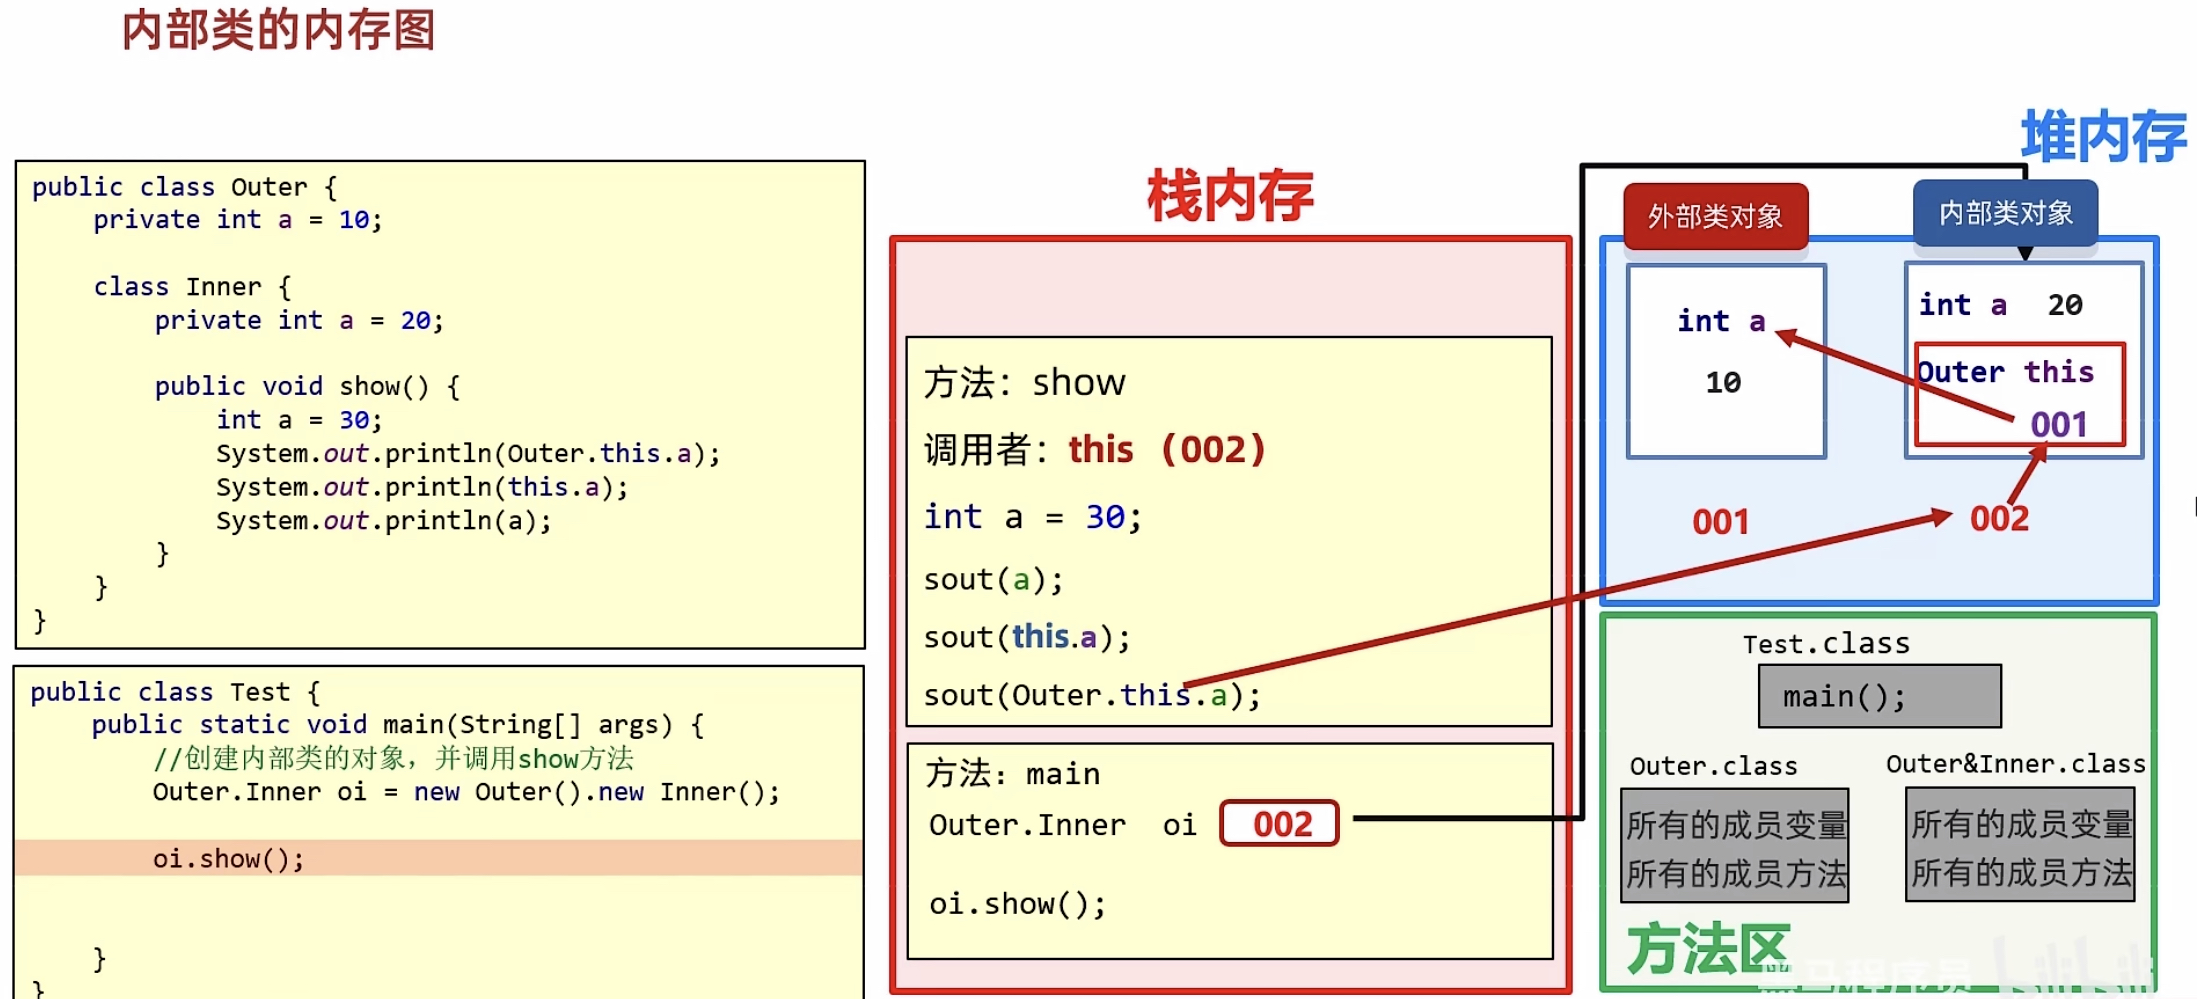 内部类的内存图
public class Outer {
private int a = 10;
class Inner {
private int a = 20;
public void show() {
int a = 30;
System.out.println(Outer.this.a);
System.out.println(this.a);
System.out.println(a);
}
}
}
public class Test {
public static void main(String[] args) {
//创建内部类的对象，并调用show方法
Outer.Inner oi = new Outer().new Inner();
oi.show();
}
}
栈内存
方法：show
调用者：this (002)
int a = 30;
sout(a);
sout(this.a);
sout(Outer.this.a);
方法：main
Outer.Inner oi 002
oi.show();
堆内存
外部类对象
int a
10
001
内部类对象
int a 20
Outer this
001
002
Test.class
main();
Outer.class
所有的成员变量
所有的成员方法
Outer&Inner.class
所有的成员变量
所有的成员方法
方法区
黑马程序员
bilibili